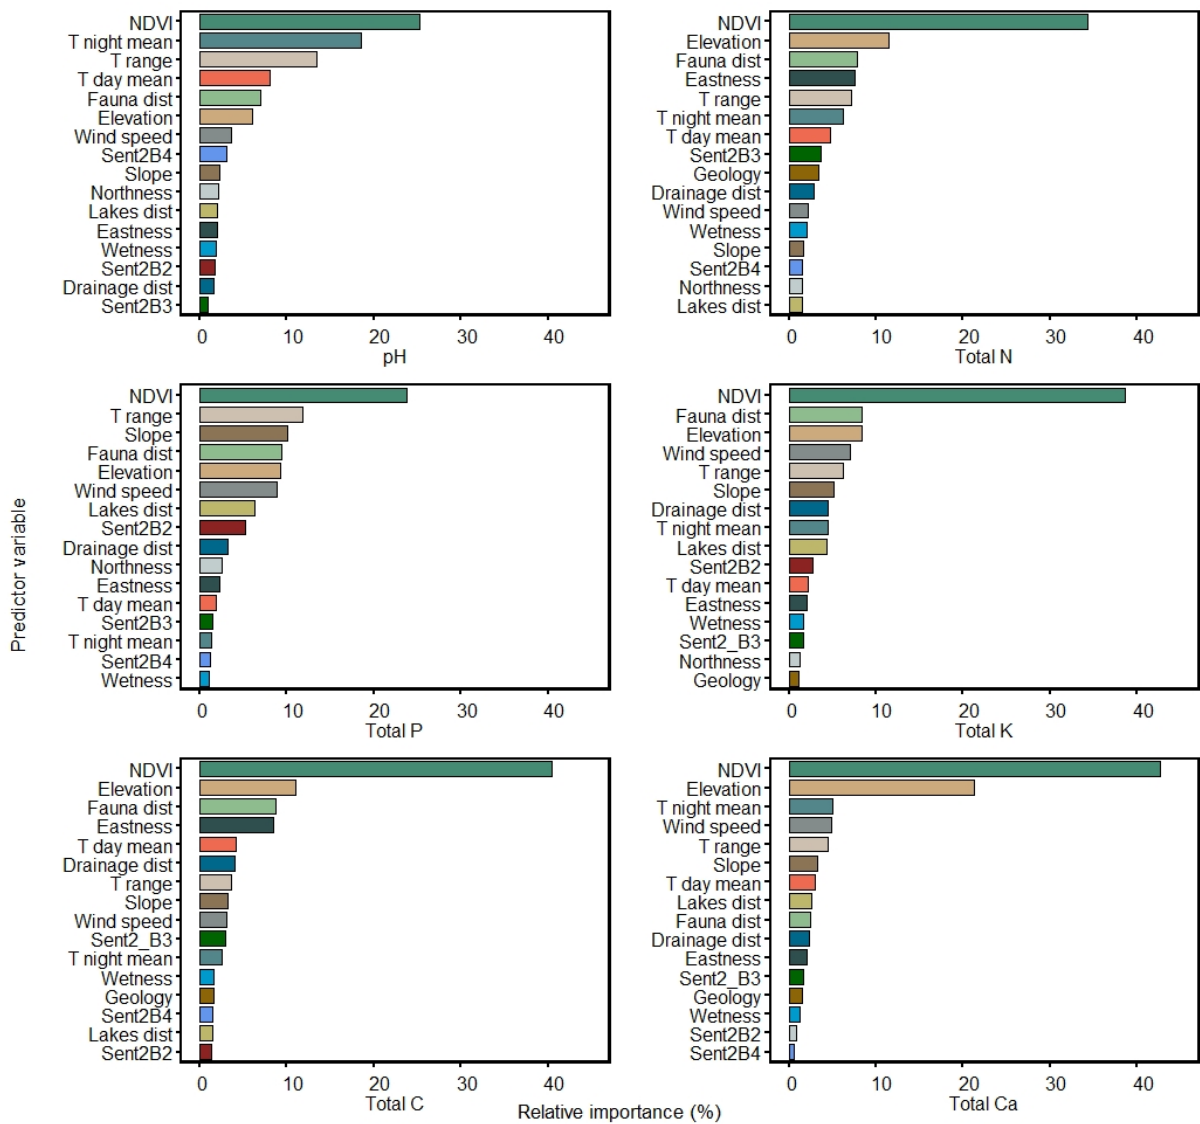 NDVI
T night mean
T range
T day mean
Fauna dist
Elevation
Wind speed
Sent2B4
Slope
Northness
Lakes dist
Eastness
Wetness
Sent2B2
Drainage dist
Sent2B3
0 10 20 30 40
pH
NDVI
Elevation
Fauna dist
Eastness
T range
T night mean
T day mean
Sent2B3
Geology
Drainage dist
Wind speed
Wetness
Slope
Sent2B4
Northness
Lakes dist
0 10 20 30 40
Total N
Predictor variable
NDVI
T range
Slope
Fauna dist
Elevation
Wind speed
Lakes dist
Sent2B2
Drainage dist
Northness
Eastness
T day mean
Sent2B3
T night mean
Sent2B4
Wetness
0 10 20 30 40
Total P
NDVI
Fauna dist
Elevation
Wind speed
T range
Slope
Drainage dist
T night mean
Lakes dist
Sent2B2
T day mean
Eastness
Wetness
Sent2_B3
Northness
Geology
0 10 20 30 40
Total K
NDVI
Elevation
Fauna dist
Eastness
T day mean
Drainage dist
T range
Slope
Wind speed
Sent2_B3
T night mean
Wetness
Geology
Sent2B4
Lakes dist
Sent2B2
0 10 20 30 40
Total C
NDVI
Elevation
T night mean
Wind speed
T range
Slope
T day mean
Lakes dist
Fauna dist
Drainage dist
Eastness
Sent2_B3
Geology
Wetness
Sent2B2
Sent2B4
0 10 20 30 40
Total Ca
Relative importance (%)